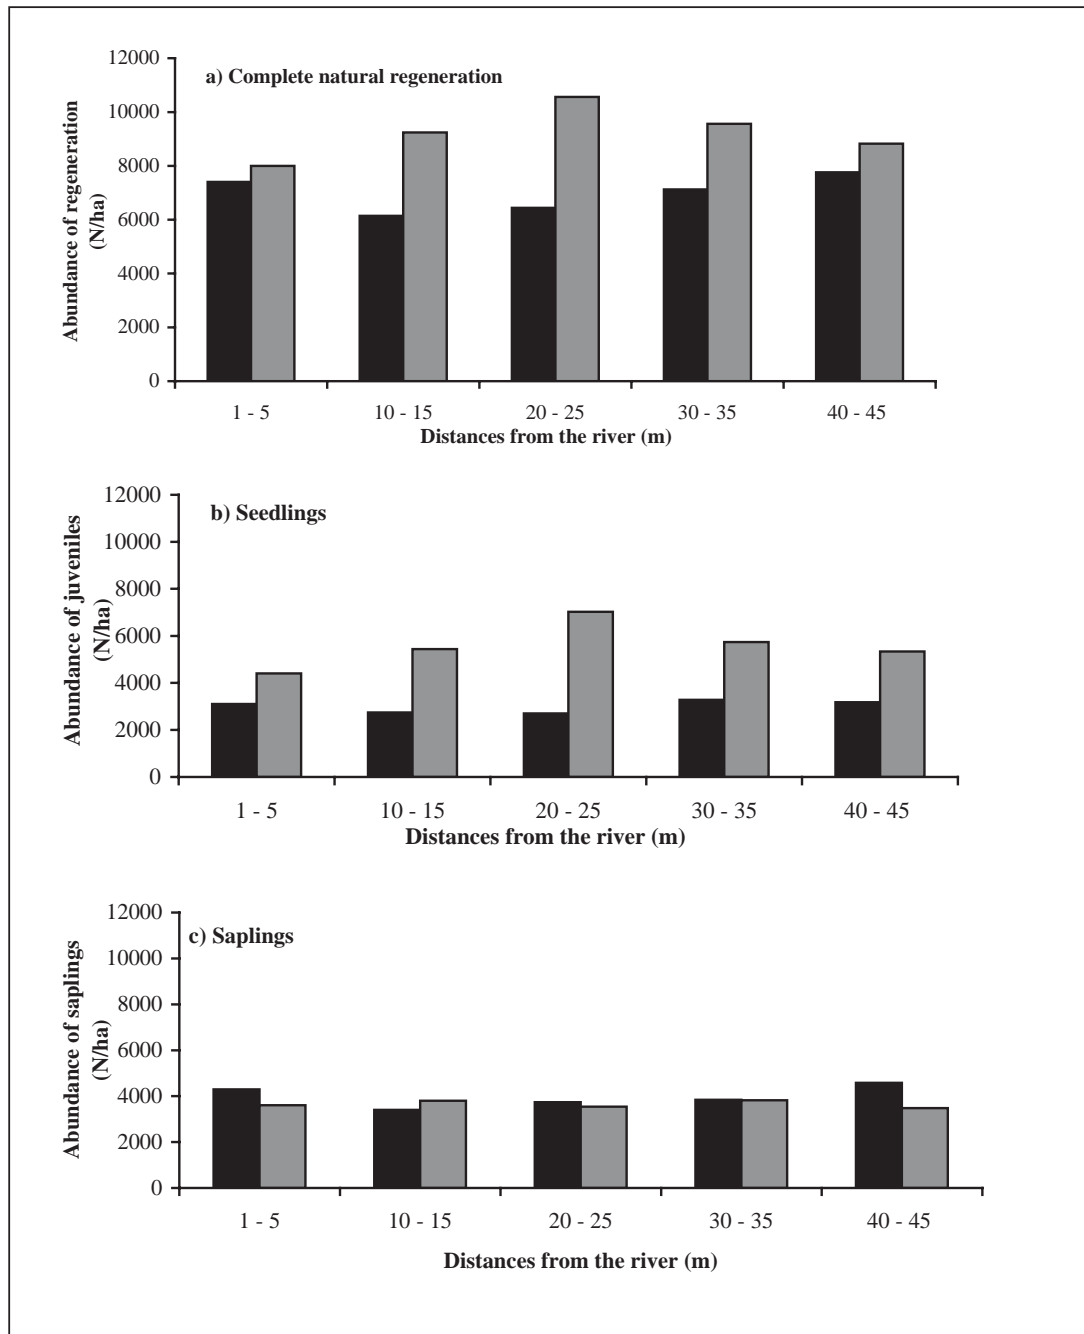 a) Complete natural regeneration
Abundance of regeneration
(N/ha)
12000
10000
8000
6000
4000
2000
0
1 - 5 10 - 15 20 - 25 30 - 35 40 - 45
Distances from the river (m)
b) Seedlings
Abundance of juveniles
(N/ha)
12000
10000
8000
6000
4000
2000
0
1 - 5 10 - 15 20 - 25 30 - 35 40 - 45
Distances from the river (m)
c) Saplings
Abundance of saplings
(N/ha)
12000
10000
8000
6000
4000
2000
0
1 - 5 10 - 15 20 - 25 30 - 35 40 - 45
Distances from the river (m)